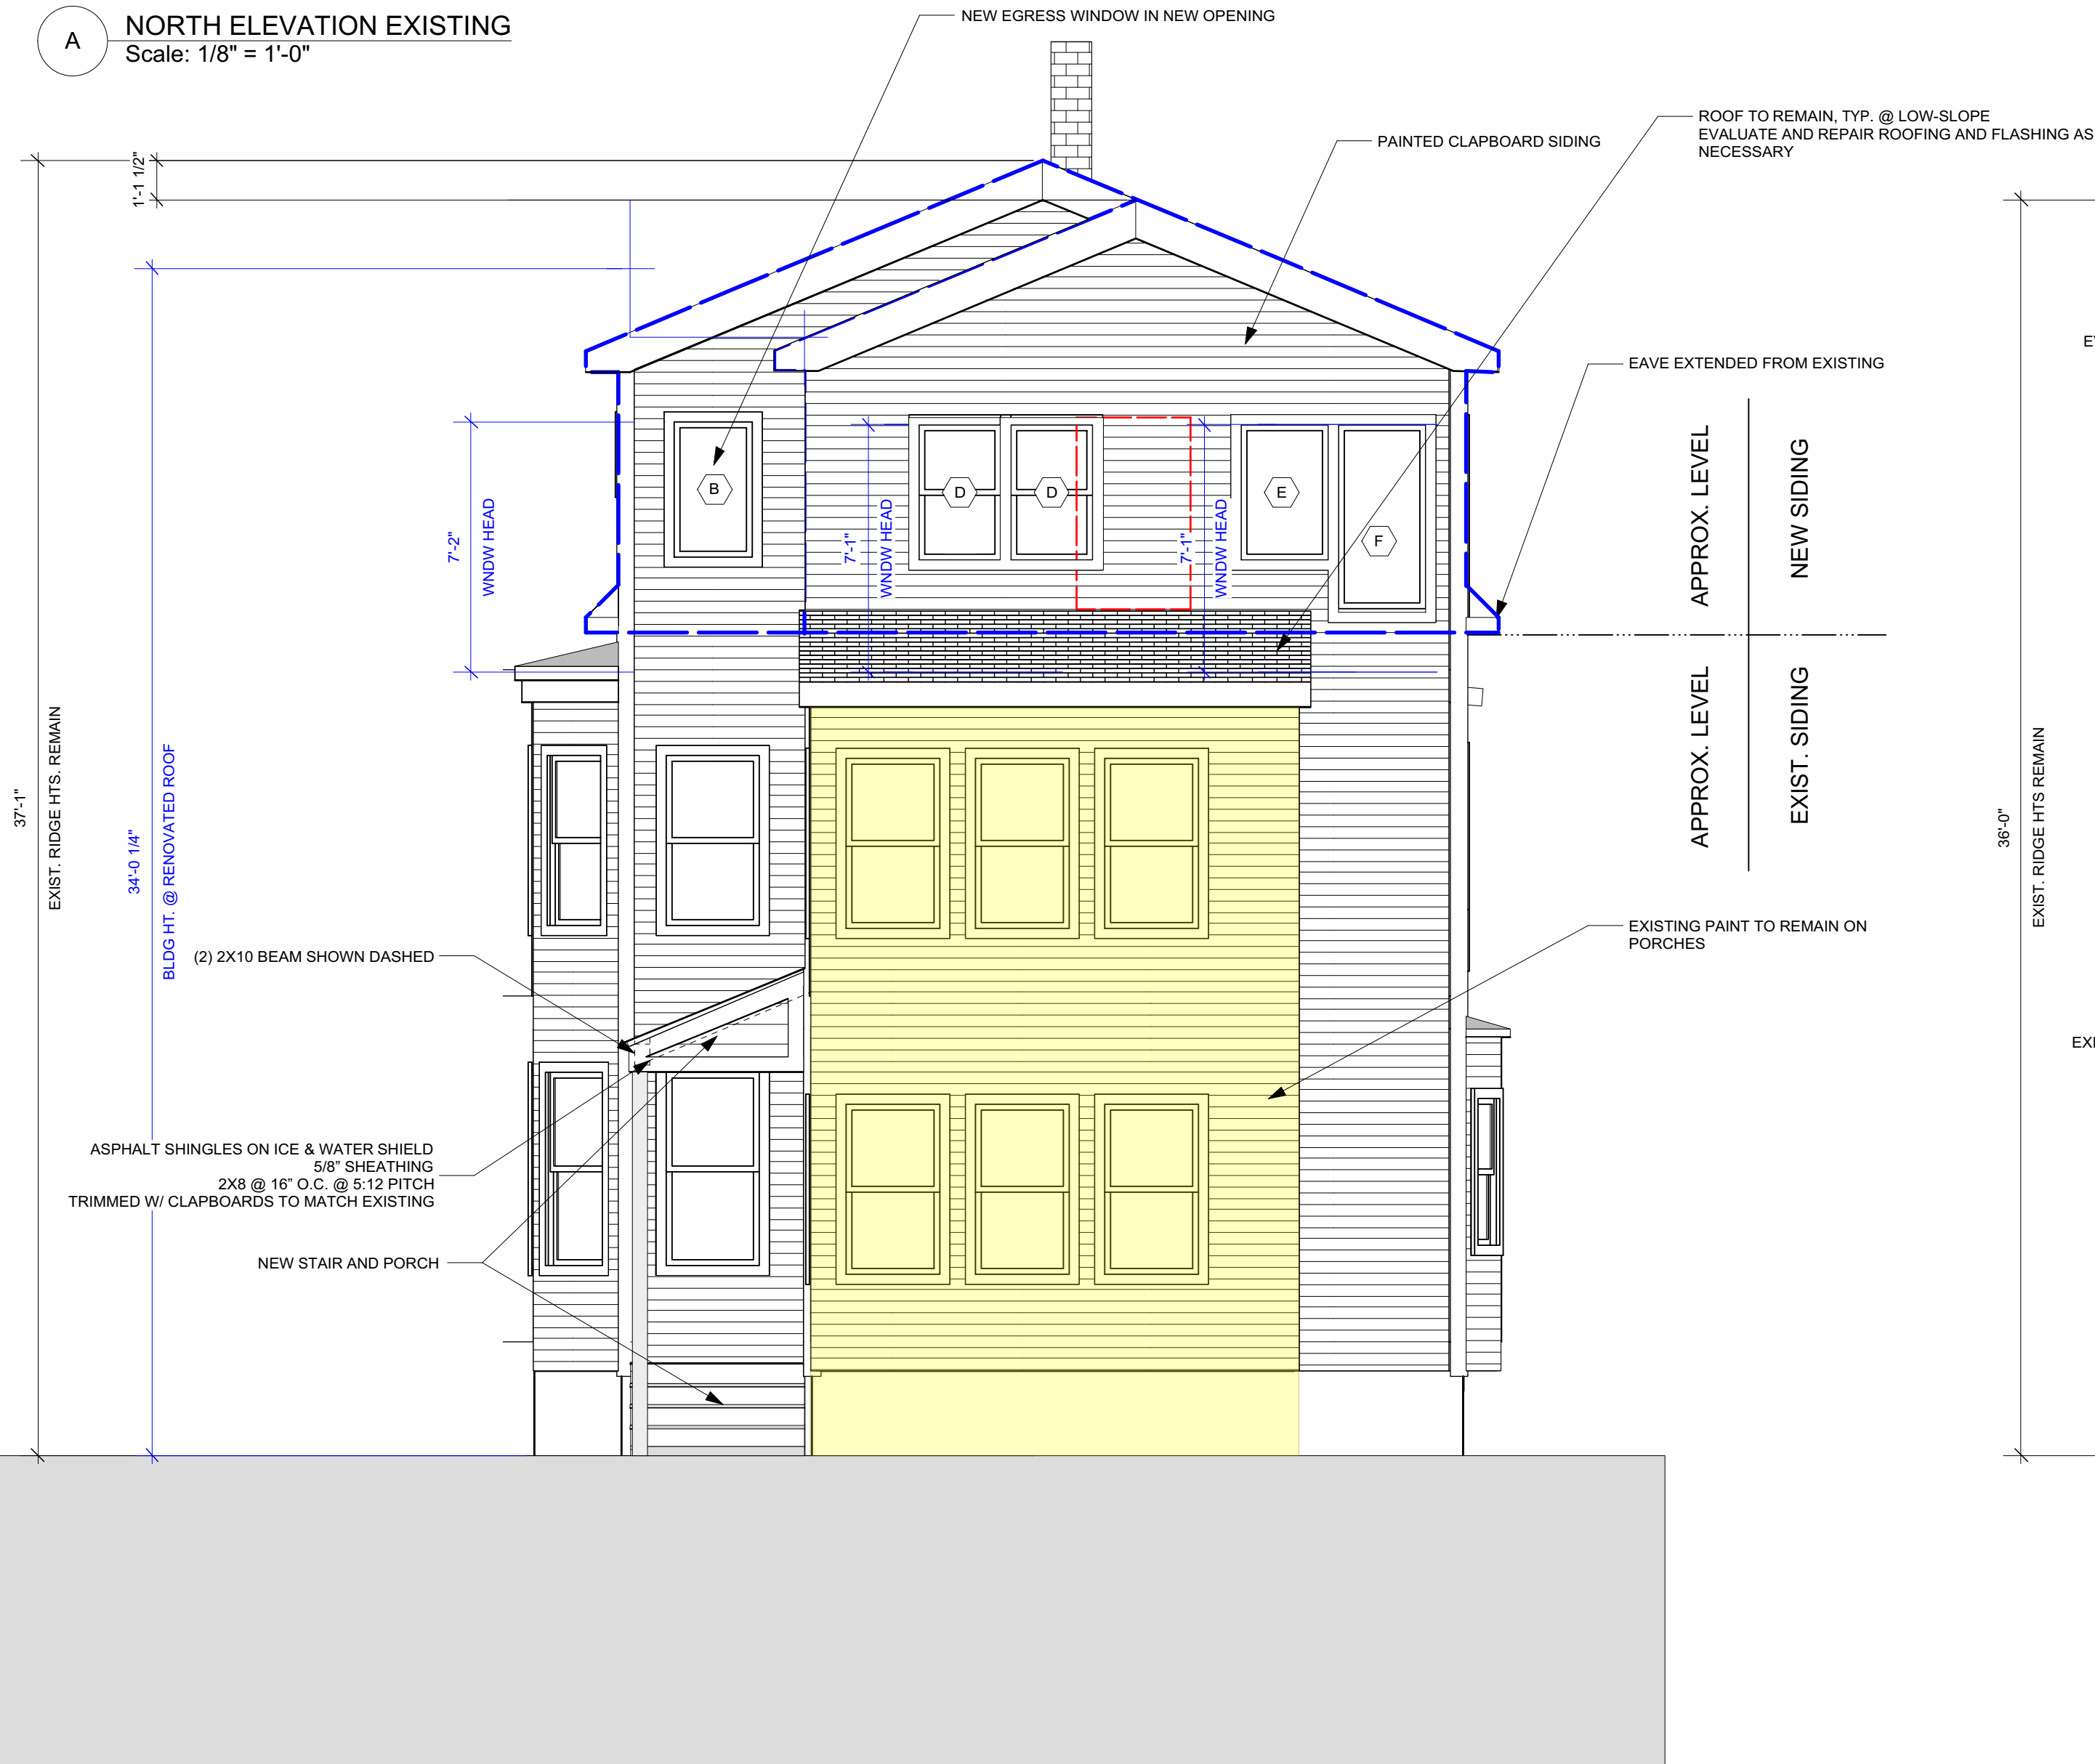 A
NORTH ELEVATION EXISTING
Scale: 1/8" = 1'-0"
NEW EGRESS WINDOW IN NEW OPENING
PAINTED CLAPBOARD SIDING
ROOF TO REMAIN, TYP. @ LOW-SLOPE
EVALUATE AND REPAIR ROOFING AND FLASHING AS
NECESSARY
1'-1 1/2"
EAVE EXTENDED FROM EXISTING
B
D
D
E
F
7'-2"
WNDW HEAD
7'-1"
WNDW HEAD
7'-1"
WNDW HEAD
APPROX. LEVEL
NEW SIDING
APPROX. LEVEL
EXIST. SIDING
37'-1"
EXIST. RIDGE HTS. REMAIN
34'-0 1/4"
BLDG HT. @ RENOVATED ROOF
36'-0"
EXIST. RIDGE HTS REMAIN
(2) 2X10 BEAM SHOWN DASHED
EXISTING PAINT TO REMAIN ON
PORCHES
ASPHALT SHINGLES ON ICE & WATER SHIELD
5/8” SHEATHING
2X8 @ 16” O.C. @ 5:12 PITCH
TRIMMED W/ CLAPBOARDS TO MATCH EXISTING
NEW STAIR AND PORCH